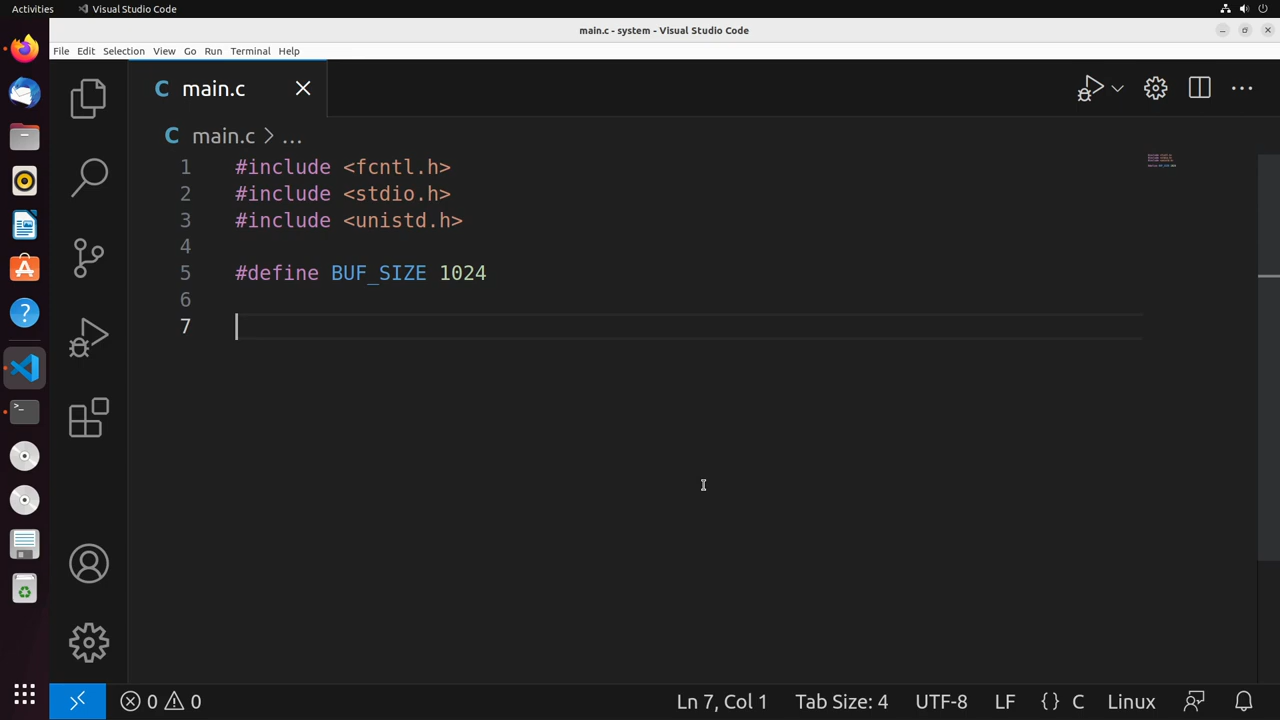 Activities
Visual Studio Code
main.c - system - Visual Studio Code
File Edit Selection View Go Run Terminal Help
C main.c
C main.c > ...
1 #include <fcntl.h>
2 #include <stdio.h>
3 #include <unistd.h>
4
5 #define BUF_SIZE 1024
6
7
0 0 Ln 7, Col 1 Tab Size: 4 UTF-8 LF {} C Linux